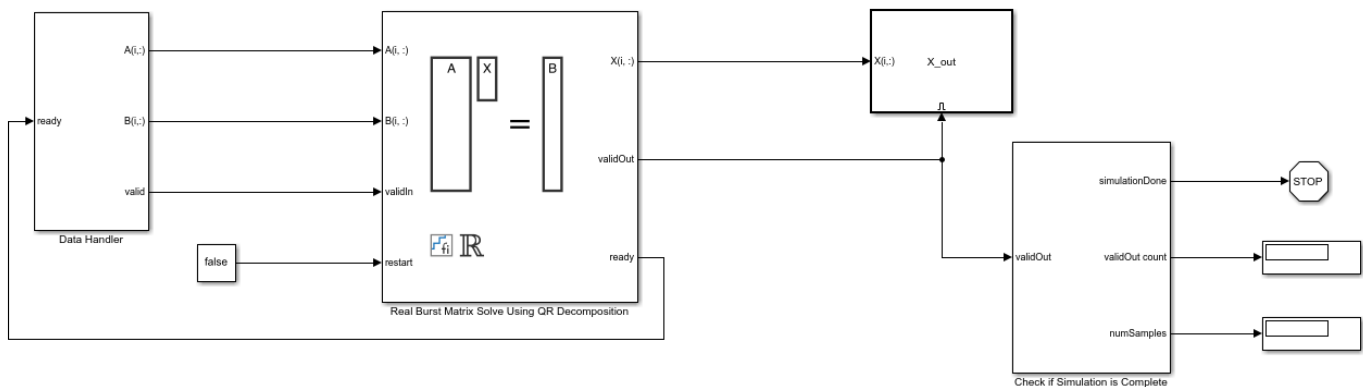 A(i,:)
ready
B(i,:)
valid
Data Handler
false
A(i, :)
B(i, :)
validIn
restart
A
X
=
B
fi ℝ
X(i, :)
validOut
ready
Real Burst Matrix Solve Using QR Decomposition
X(i,:)
X_out
validOut
simulationDone
validOut count
numSamples
Check if Simulation is Complete
STOP